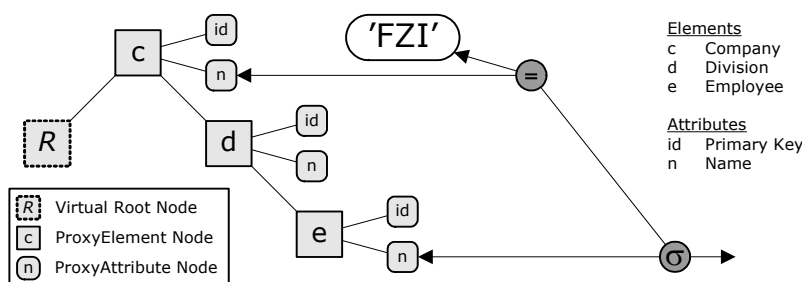 id
'FZI'
Elements
c
n
=
c Company
d Division
e Employee
id
R
d
n
Attributes
id Primary Key
n Name
R Virtual Root Node
id
c ProxyElement Node
e
n
σ
n ProxyAttribute Node